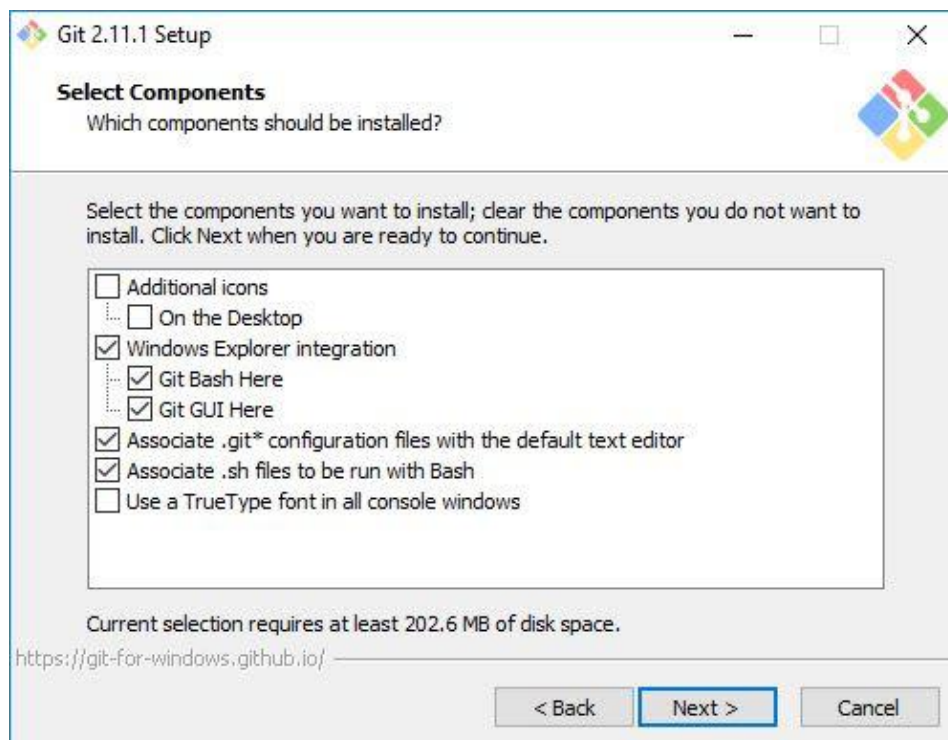 Git 2.11.1 Setup
Select Components
Which components should be installed?
Select the components you want to install; clear the components you do not want to
install. Click Next when you are ready to continue.
Additional icons
On the Desktop
Windows Explorer integration
Git Bash Here
Git GUI Here
Associate .git* configuration files with the default text editor
Associate .sh files to be run with Bash
Use a TrueType font in all console windows
Current selection requires at least 202.6 MB of disk space.
https://git-for-windows.github.io/
< Back Next > Cancel